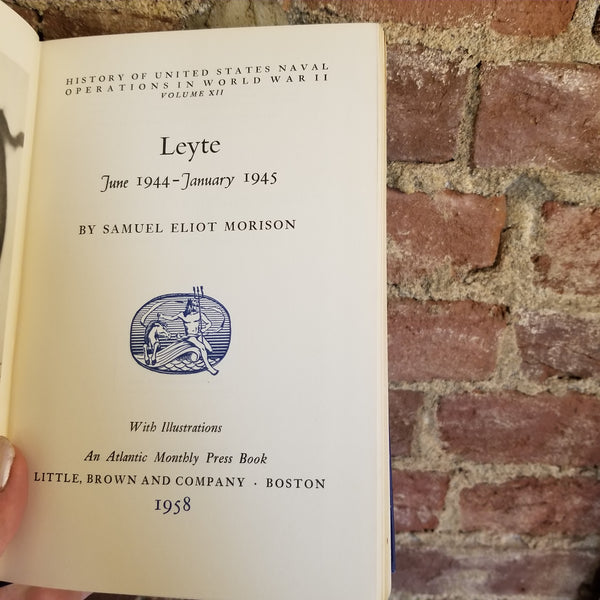 HISTORY OF UNITED STATES NAVAL
OPERATIONS IN WORLD WAR II
VOLUME XII
Leyte
June 1944–January 1945
BY SAMUEL ELIOT MORISON
With Illustrations
An Atlantic Monthly Press Book
LITTLE, BROWN AND COMPANY · BOSTON
1958